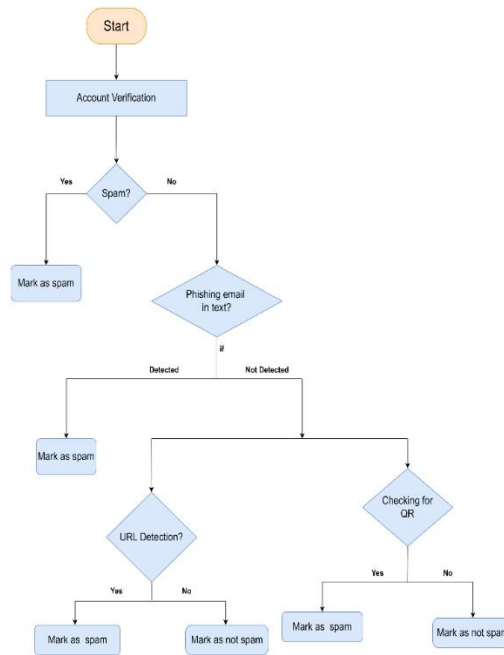 Start
Account Verification
Yes
Spam?
No
Mark as spam
Phishing email
in text?
if
Detected
Not Detected
Mark as spam
URL Detection?
Checking for
QR
Yes
No
Yes
No
Mark as spam
Mark as not spam
Mark as spam
Mark as not spam